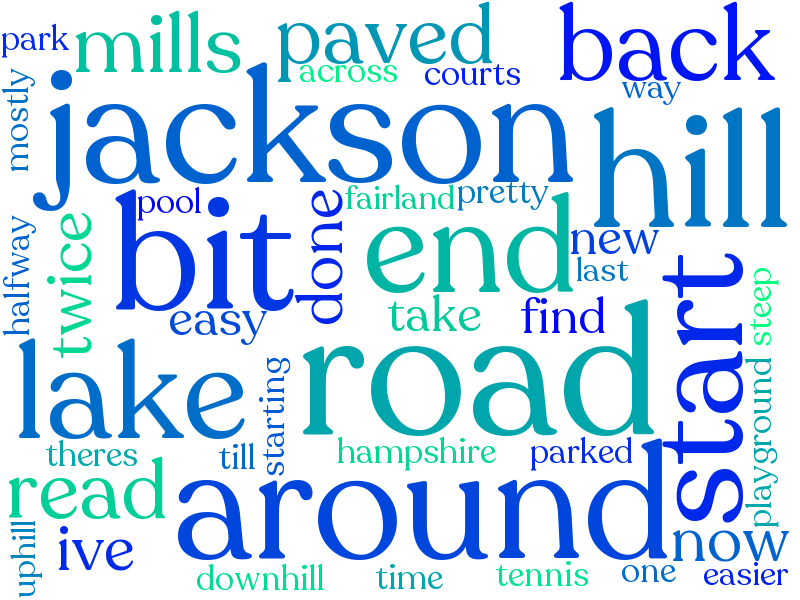 park
mills
paved
back
across
courts
way
mostly
jackson
hill
pool
fairland
pretty
bit
done
end
new
last
halfway
twice
easy
take
find
start
steep
lake
starting
road
playground
theres
till
hampshire
parked
read
around
now
uphill
ive
downhill
time
tennis
one
easier